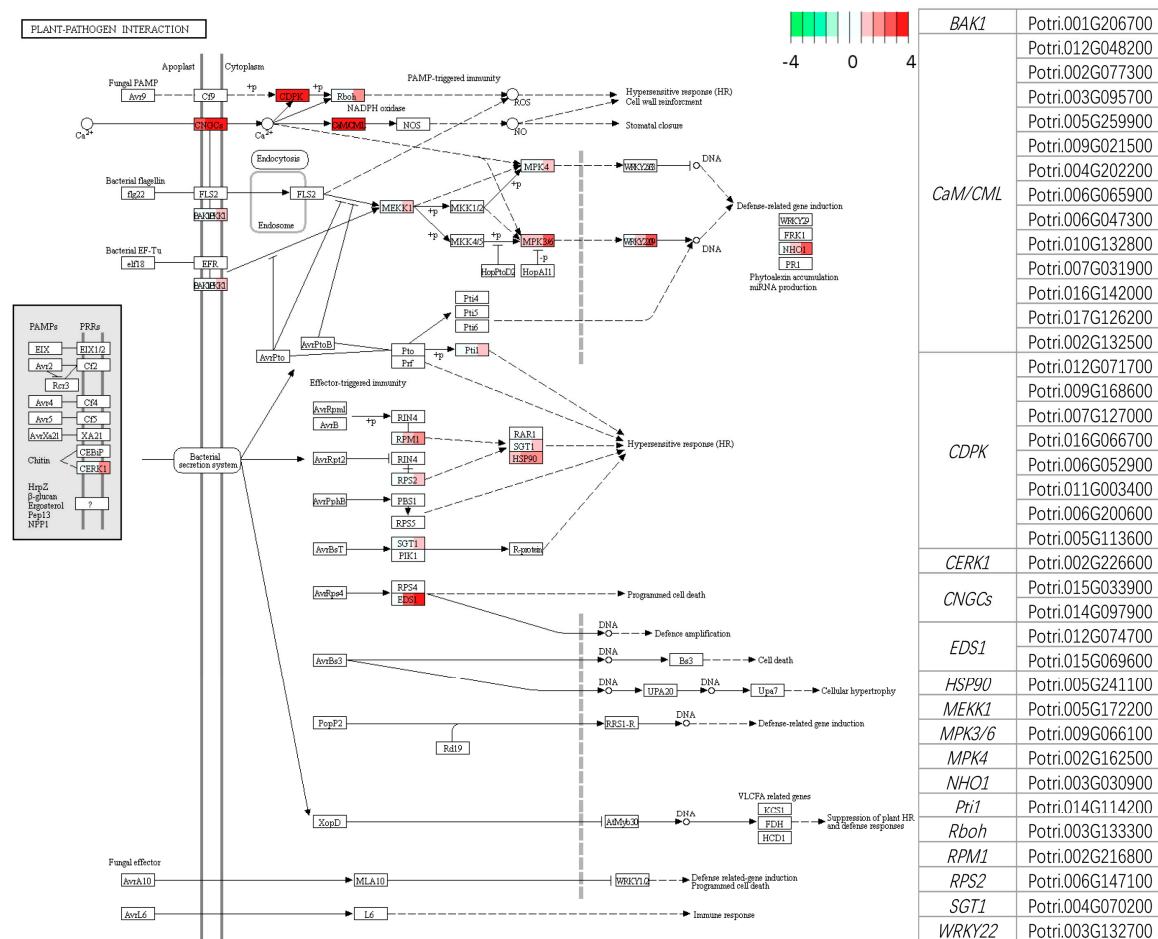 PLANT-PATHOGEN INTERACTION
-4 0 4
Apoplast Cytoplasm
Fungal PAMP
Avr9
Cf9
+p
CDPK
+p
Rboh
PAMP-triggered immunity
NADPH oxidase
ROS
Hypersensitive response (HR)
Cell wall reinforcment
Ca2+
CNGCs
Ca2+
CaMCML
NOS
NO
Stomatal closure
Endocytosis
Endosome
Bacterial flagellin
flg22
FLS2
FLS2
MEKK1
+p
+p
MKK1/2
MKK4/5
+p
+p
MPK4
MPK3/6
-p
HopPtoD2
HopAI1
DNA
DNA
Defense-related gene induction
WRKY29
FRK1
NHO1
PR1
Phytoalexin accumulation
miRNA production
Bacterial EF-Tu
elf18
EFR
PAMPs PRRs
EIX EIX1/2
Avr2 Cf2
Rcr3
Avr4 Cf4
Avr5 Cf5
AvrXa21 XA21
CEBiP
Chitin
CERK1
HrpZ
β-glucan
Ergosterol
Pep13
NPP1
?
Pti4
Pti5
Pti6
AvrPto
AvrPtoB
Pto
Prf
+p
Pti1
Effector-triggered immunity
Bacterial
secretion system
AvrRpm1
AvrB
+p
RIN4
RPM1
AvrRpt2
RIN4
RPS2
RAR1
SGT1
HSP90
Hypersensitive response (HR)
AvrPphB
PBS1
RPS5
AvrBsT
SGT1
PIK1
R-protein
AvrRps4
RPS4
EDS1
Programmed cell death
DNA
Defence amplification
AvrBs3
DNA
Bs3
Cell death
DNA
UPA20
DNA
Upa7
Cellular hypertrophy
PopP2
Rd19
RRS1-R
DNA
Defense-related gene induction
XopD
AtMyb30
DNA
VLCFA related genes
KCS1
FDH
HCD1
Suppression of plant HR
and defense responses
Fungal effector
AvrA10
MLA10
WRKY1/2
Defense related-gene induction
Programmed cell death
AvrL6
L6
Immune response
BAK1 Potri.001G206700
CaM/CML
Potri.012G048200
Potri.002G077300
Potri.003G095700
Potri.005G259900
Potri.009G021500
Potri.004G202200
Potri.006G065900
Potri.006G047300
Potri.010G132800
Potri.007G031900
Potri.016G142000
Potri.017G126200
Potri.002G132500
CDPK
Potri.012G071700
Potri.009G168600
Potri.007G127000
Potri.016G066700
Potri.006G052900
Potri.011G003400
Potri.006G200600
Potri.005G113600
CERK1 Potri.002G226600
CNGCs
Potri.015G033900
Potri.014G097900
EDS1
Potri.012G074700
Potri.015G069600
HSP90 Potri.005G241100
MEKK1 Potri.005G172200
MPK3/6 Potri.009G066100
MPK4 Potri.002G162500
NHO1 Potri.003G030900
Pti1 Potri.014G114200
Rboh Potri.003G133300
RPM1 Potri.002G216800
RPS2 Potri.006G147100
SGT1 Potri.004G070200
WRKY22 Potri.003G132700